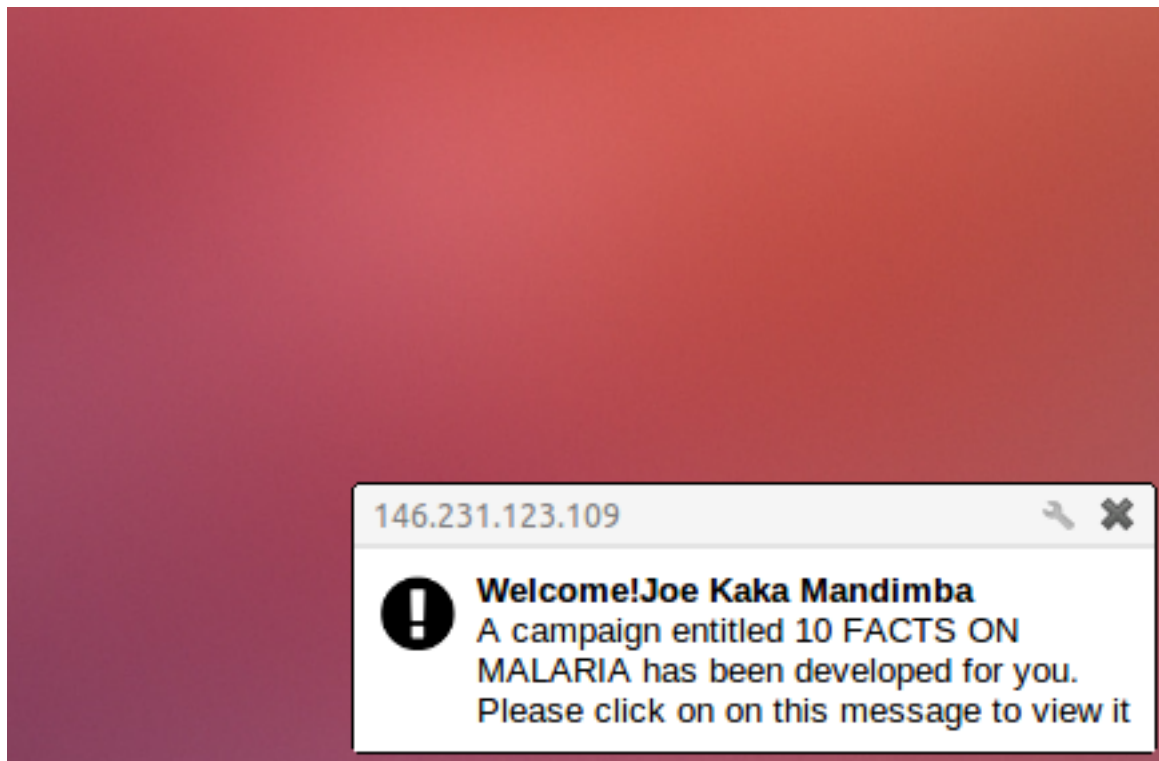 146.231.123.109
Welcome!Joe Kaka Mandimba
A campaign entitled 10 FACTS ON
MALARIA has been developed for you.
Please click on on this message to view it